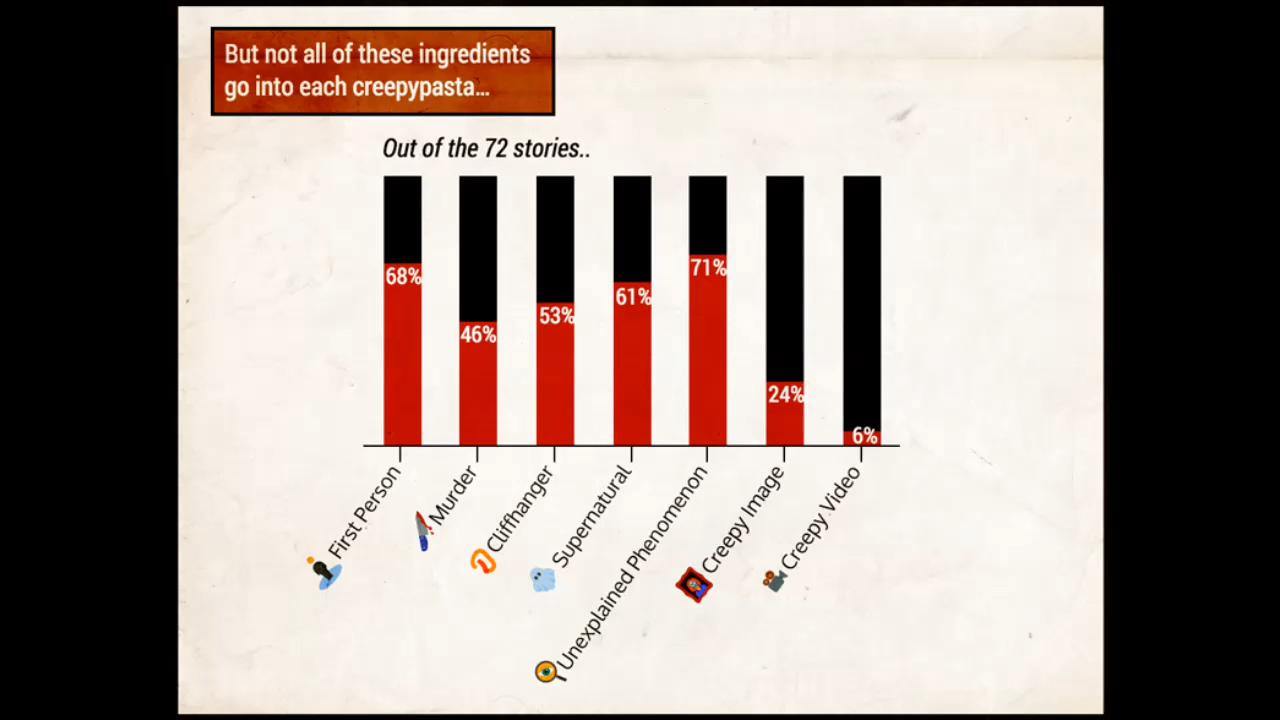 But not all of these ingredients
go into each creepypasta...
Out of the 72 stories..
68%
46%
53%
61%
71%
24%
6%
First Person
Murder
Cliffhanger
Supernatural
Unexplained Phenomenon
Creepy Image
Creepy Video